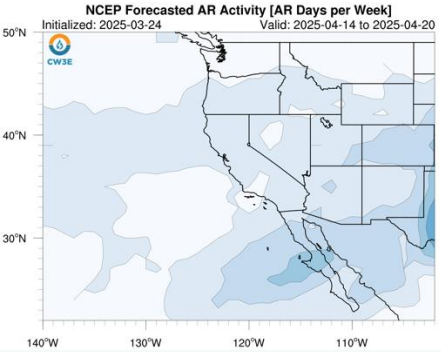 NCEP Forecasted AR Activity [AR Days per Week]
Initialized: 2025-03-24 Valid: 2025-04-14 to 2025-04-20
50°N
CW3E
40°N
30°N
140°W 130°W 120°W 110°W